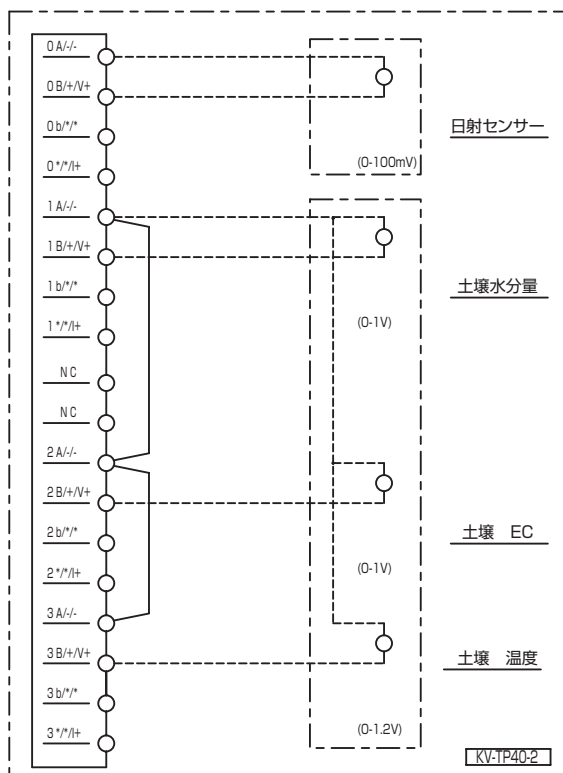 0 A/-/-
0 B/+/V+
0 b/*/*
0 */*/I+
1 A/-/-
1 B/+/V+
1 b/*/*
1 */*/I+
N C
N C
2 A/-/-
2 B/+/V+
2 b/*/*
2 */*/I+
3 A/-/-
3 B/+/V+
3 b/*/*
3 */*/I+
(0-100mV)
日射センサー
土壌水分量
(0-1V)
土壌 EC
(0-1V)
土壌 温度
(0-1.2V)
KV-TP40-2